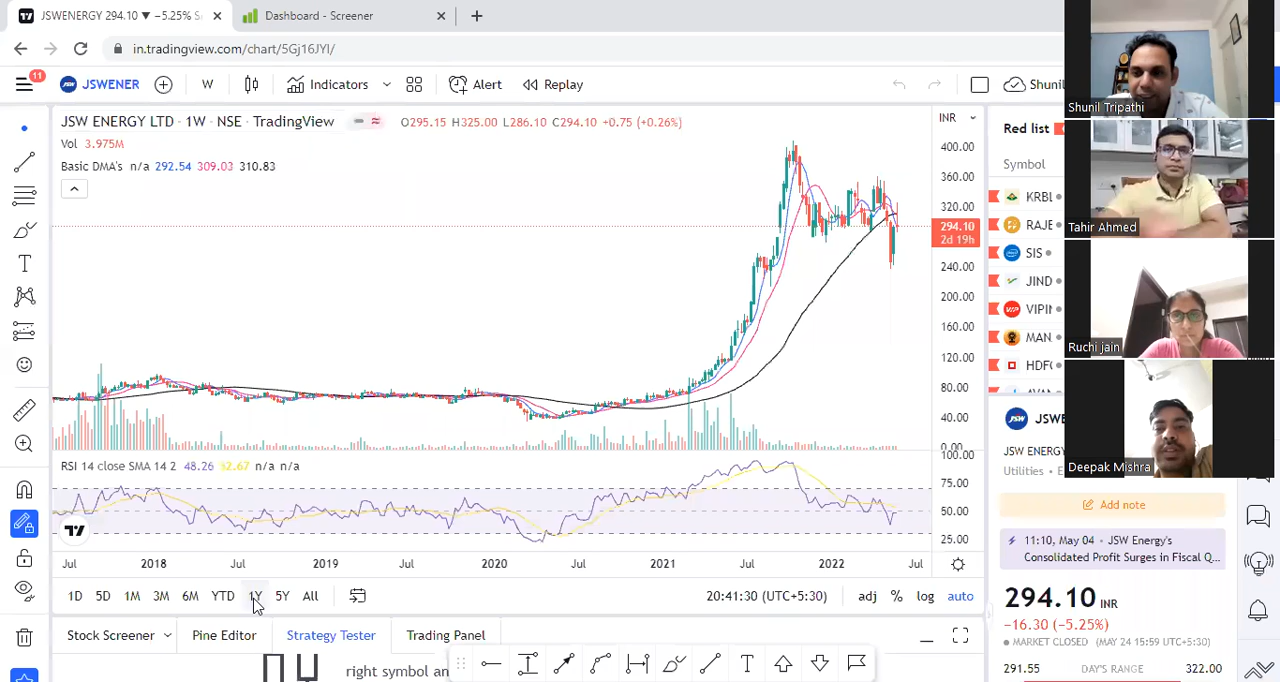 JSWENERGY 294.10 ▼ −5.25%
Dashboard - Screener
in.tradingview.com/chart/5Gj16JYI/
11
JSWENER
W
Indicators
Alert
Replay
Shunil
JSW ENERGY LTD · 1W · NSE · TradingView
O295.15 H325.00 L286.10 C294.10 +0.75 (+0.26%)
INR
Vol 3.975M
Basic DMA's n/a 292.54 309.03 310.83
400.00
360.00
320.00
294.10
2d 19h
240.00
200.00
160.00
120.00
80.00
40.00
0.00
RSI 14 close SMA 14 2 48.26 n/a n/a
100.00
75.00
50.00
25.00
Jul 2018 Jul 2019 Jul 2020 Jul 2021 Jul 2022 Jul
1D 5D 1M 3M 6M YTD 1Y 5Y All
20:41:30 (UTC+5:30)
adj % log auto
Stock Screener
Pine Editor
Strategy Tester
Trading Panel
right symbol an
Red list
Symbol
KRBL
RAJE
SIS
JIND
VIPIN
MAN
HDFC
JSW
JSWE
JSW ENERGY
Utilities
Add note
11:10, May 04 · JSW Energy's
Consolidated Profit Surges in Fiscal Q...
294.10 INR
−16.30 (−5.25%)
MARKET CLOSED (MAY 24 15:59 UTC+5:30)
291.55 DAY'S RANGE 322.00
Shunil Tripathi
Tahir Ahmed
Ruchi jain
Deepak Mishra